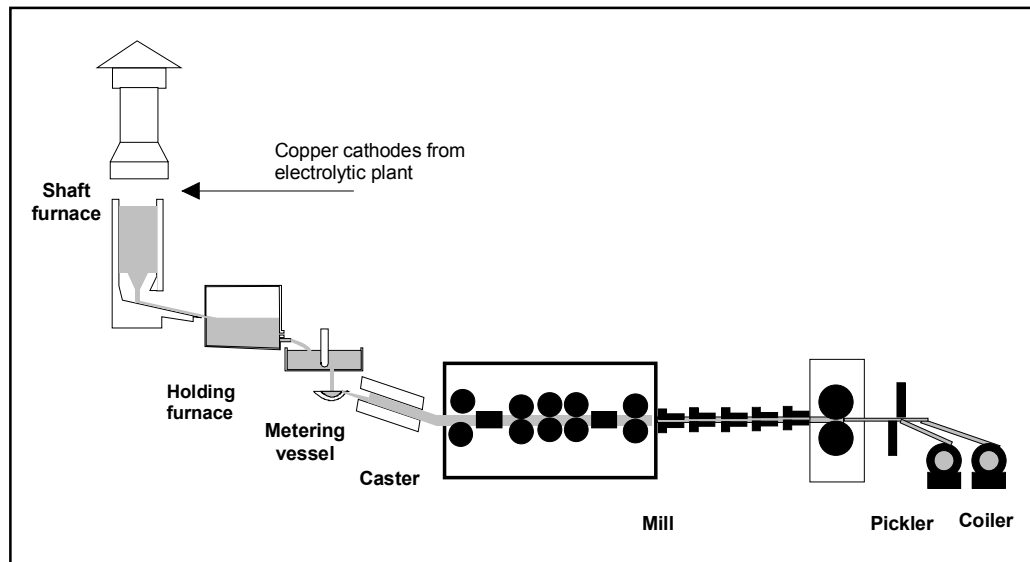 Copper cathodes from
electrolytic plant
Shaft
furnace
Holding
furnace
Metering
vessel
Caster
Mill
Pickler
Coiler